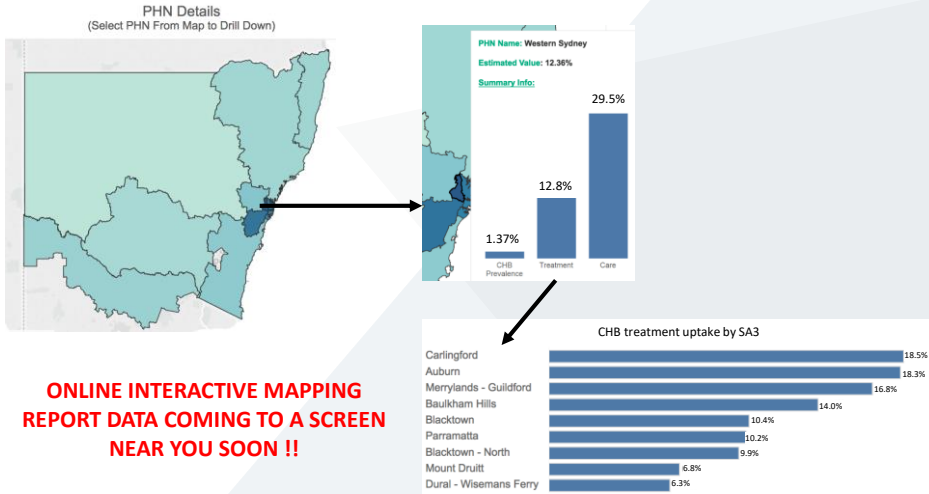 PHN Details
(Select PHN From Map to Drill Down)
PHN Name: Western Sydney
Estimated Value: 12.36%
Summary Info:
29.5%
12.8%
1.37%
CHB
Prevalence
Treatment
Care
CHB treatment uptake by SA3
Carlingford 18.5%
Auburn 18.3%
Merrylands - Guildford 16.8%
Baulkham Hills 14.0%
Blacktown 10.4%
Parramatta 10.2%
Blacktown - North 9.9%
Mount Druitt 6.8%
Dural - Wisemans Ferry 6.3%
ONLINE INTERACTIVE MAPPING
REPORT DATA COMING TO A SCREEN
NEAR YOU SOON !!